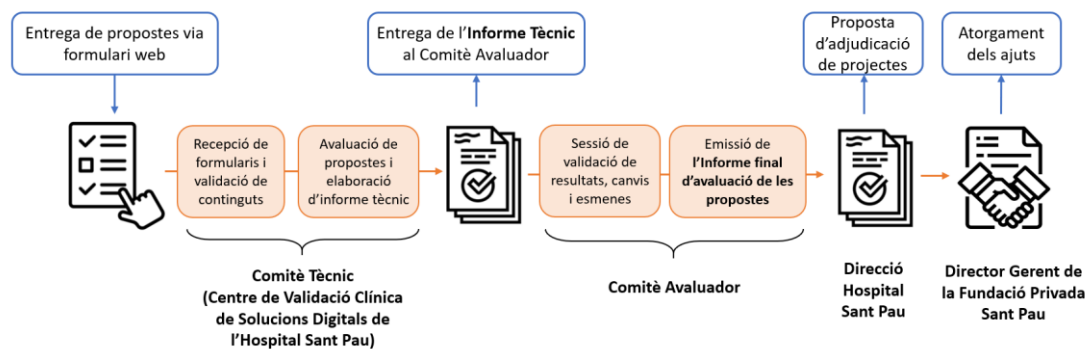 Entrega de propostes via
formulari web
Entrega de l'Informe Tècnic
al Comitè Avaluador
Proposta
d'adjudicació
de projectes
Atorgament
dels ajuts
Recepció de
formularis i
validació de
continguts
Avaluació de
propostes i
elaboració
d'informe tècnic
Sessió de
validació de
resultats, canvis
i esmenes
Emissió de
l'Informe final
d'avaluació de les
propostes
Comitè Tècnic
(Centre de Validació Clínica
de Solucions Digitals de
l'Hospital Sant Pau)
Comitè Avaluador
Direcció
Hospital
Sant Pau
Director Gerent de
la Fundació Privada
Sant Pau